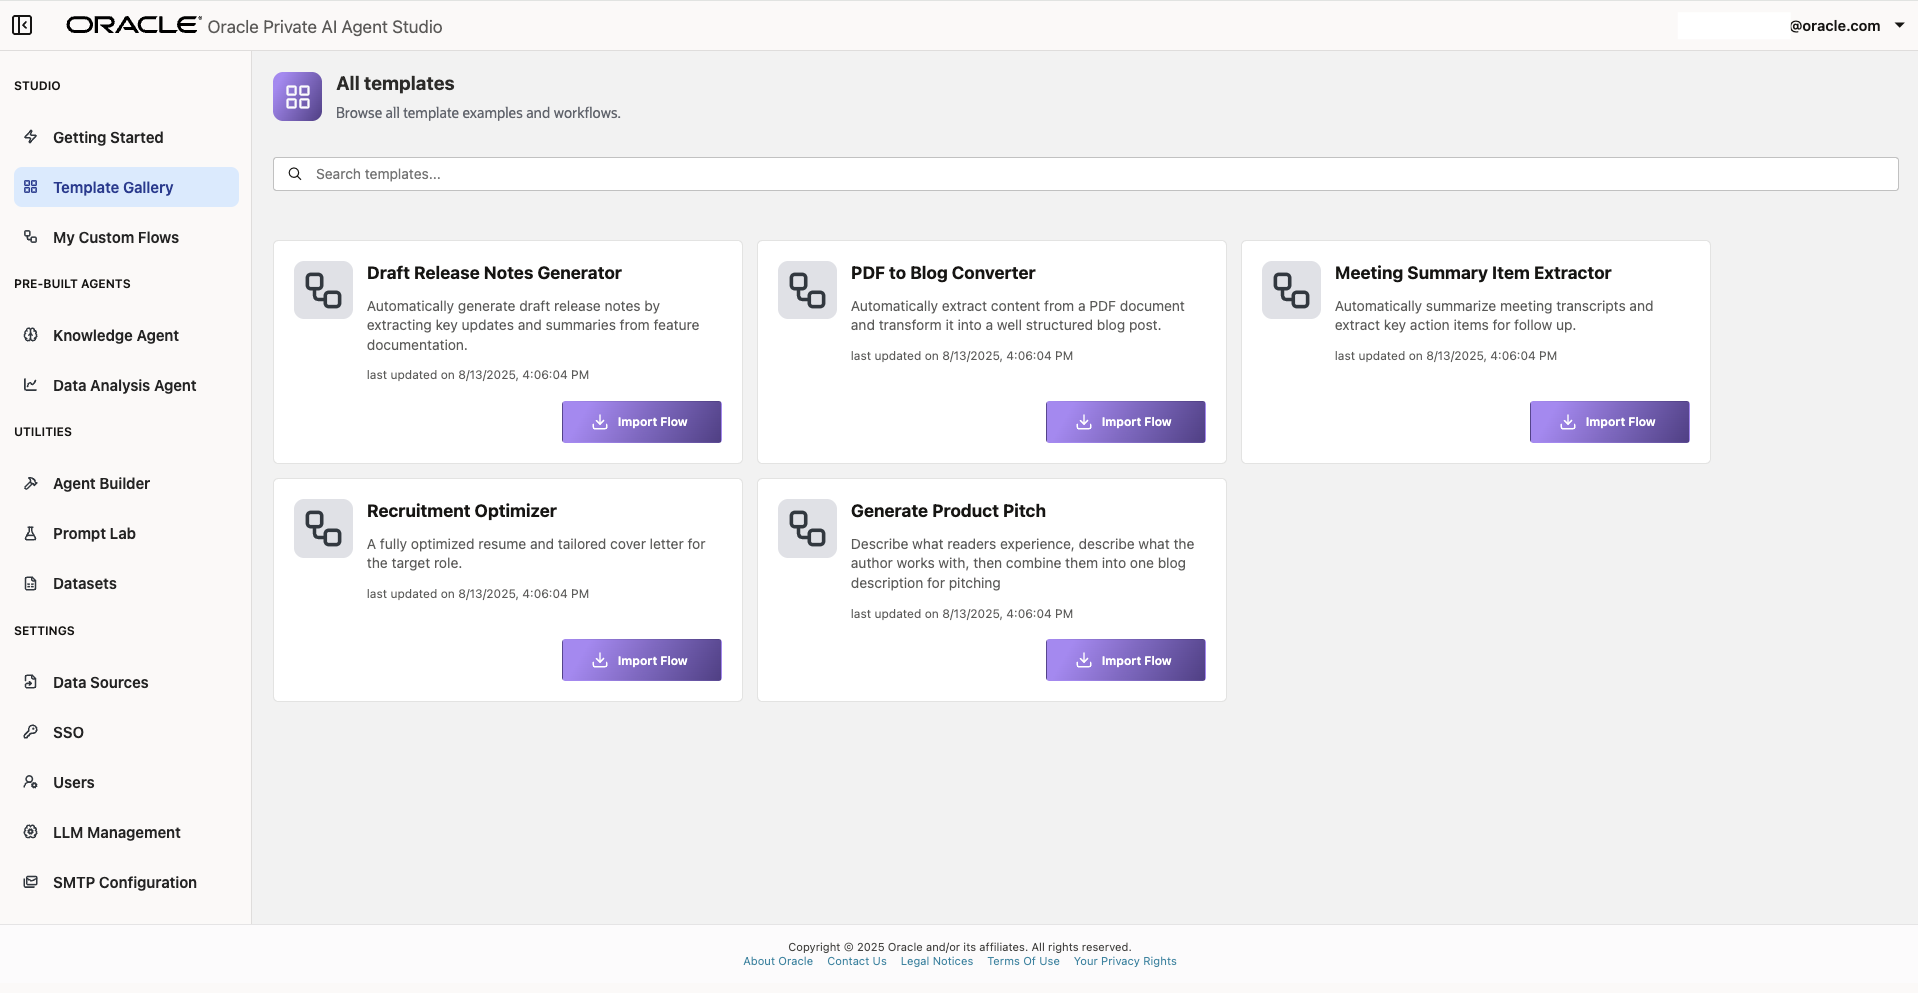 ORACLE® Oracle Private AI Agent Studio
@oracle.com
STUDIO
Getting Started
Template Gallery
My Custom Flows
PRE-BUILT AGENTS
Knowledge Agent
Data Analysis Agent
UTILITIES
Agent Builder
Prompt Lab
Datasets
SETTINGS
Data Sources
SSO
Users
LLM Management
SMTP Configuration
All templates
Browse all template examples and workflows.
Search templates...
Draft Release Notes Generator
Automatically generate draft release notes by
extracting key updates and summaries from feature
documentation.
last updated on 8/13/2025, 4:06:04 PM
Import Flow
PDF to Blog Converter
Automatically extract content from a PDF document
and transform it into a well structured blog post.
last updated on 8/13/2025, 4:06:04 PM
Import Flow
Meeting Summary Item Extractor
Automatically summarize meeting transcripts and
extract key action items for follow up.
last updated on 8/13/2025, 4:06:04 PM
Import Flow
Recruitment Optimizer
A fully optimized resume and tailored cover letter for
the target role.
last updated on 8/13/2025, 4:06:04 PM
Import Flow
Generate Product Pitch
Describe what readers experience, describe what the
author works with, then combine them into one blog
description for pitching
last updated on 8/13/2025, 4:06:04 PM
Import Flow
Copyright © 2025 Oracle and/or its affiliates. All rights reserved.
About Oracle Contact Us Legal Notices Terms Of Use Your Privacy Rights